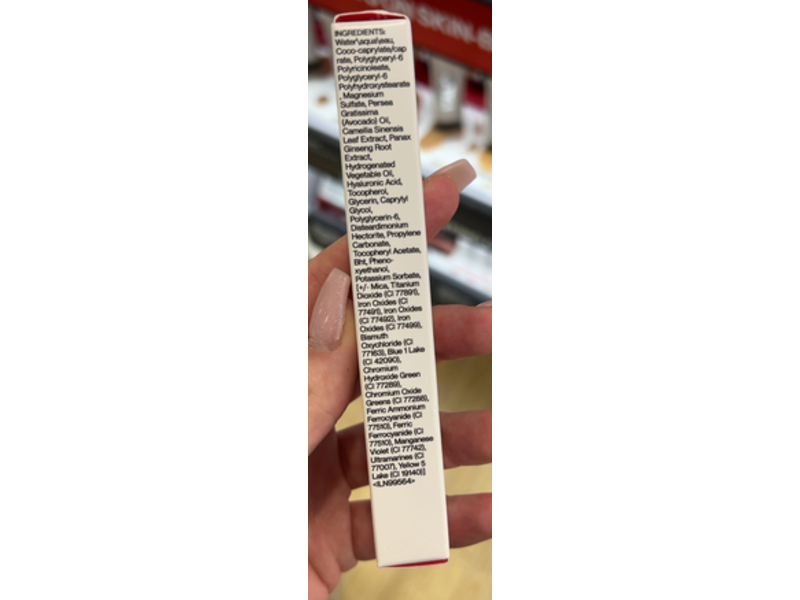 SKIN-
INGREDIENTS:
Water\aqua\eau,
Coco-caprylate/cap
rate, Polyglyceryl-6
Polyricinoleate,
Polyglyceryl-6
Polyhydroxystearate
, Magnesium
Sulfate, Persea
Gratissima
(Avocado) Oil,
Camellia Sinensis
Leaf Extract, Panax
Ginseng Root
Extract,
Hydrogenated
Vegetable Oil,
Hyaluronic Acid,
Tocopherol,
Glycerin, Caprylyl
Glycol,
Polyglycerin-6,
Disteardimonium
Hectorite, Propylene
Carbonate,
Tocopheryl Acetate,
Bht, Pheno-
xyethanol,
Potassium Sorbate,
[+/- Mica, Titanium
Dioxide (CI 77891),
Iron Oxides (CI
77491), Iron Oxides
(CI 77492), Iron
Oxides (CI 77499),
Bismuth
Oxychloride (CI
77163), Blue 1 Lake
(CI 42090),
Chromium
Hydroxide Green
(CI 77289),
Chromium Oxide
Greens (CI 77288),
Ferric Ammonium
Ferrocyanide (CI
77510), Ferric
Ferrocyanide (CI
77510), Manganese
Violet (CI 77742),
Ultramarines (CI
77007), Yellow 5
Lake (CI 19140)]
<ILN99564>